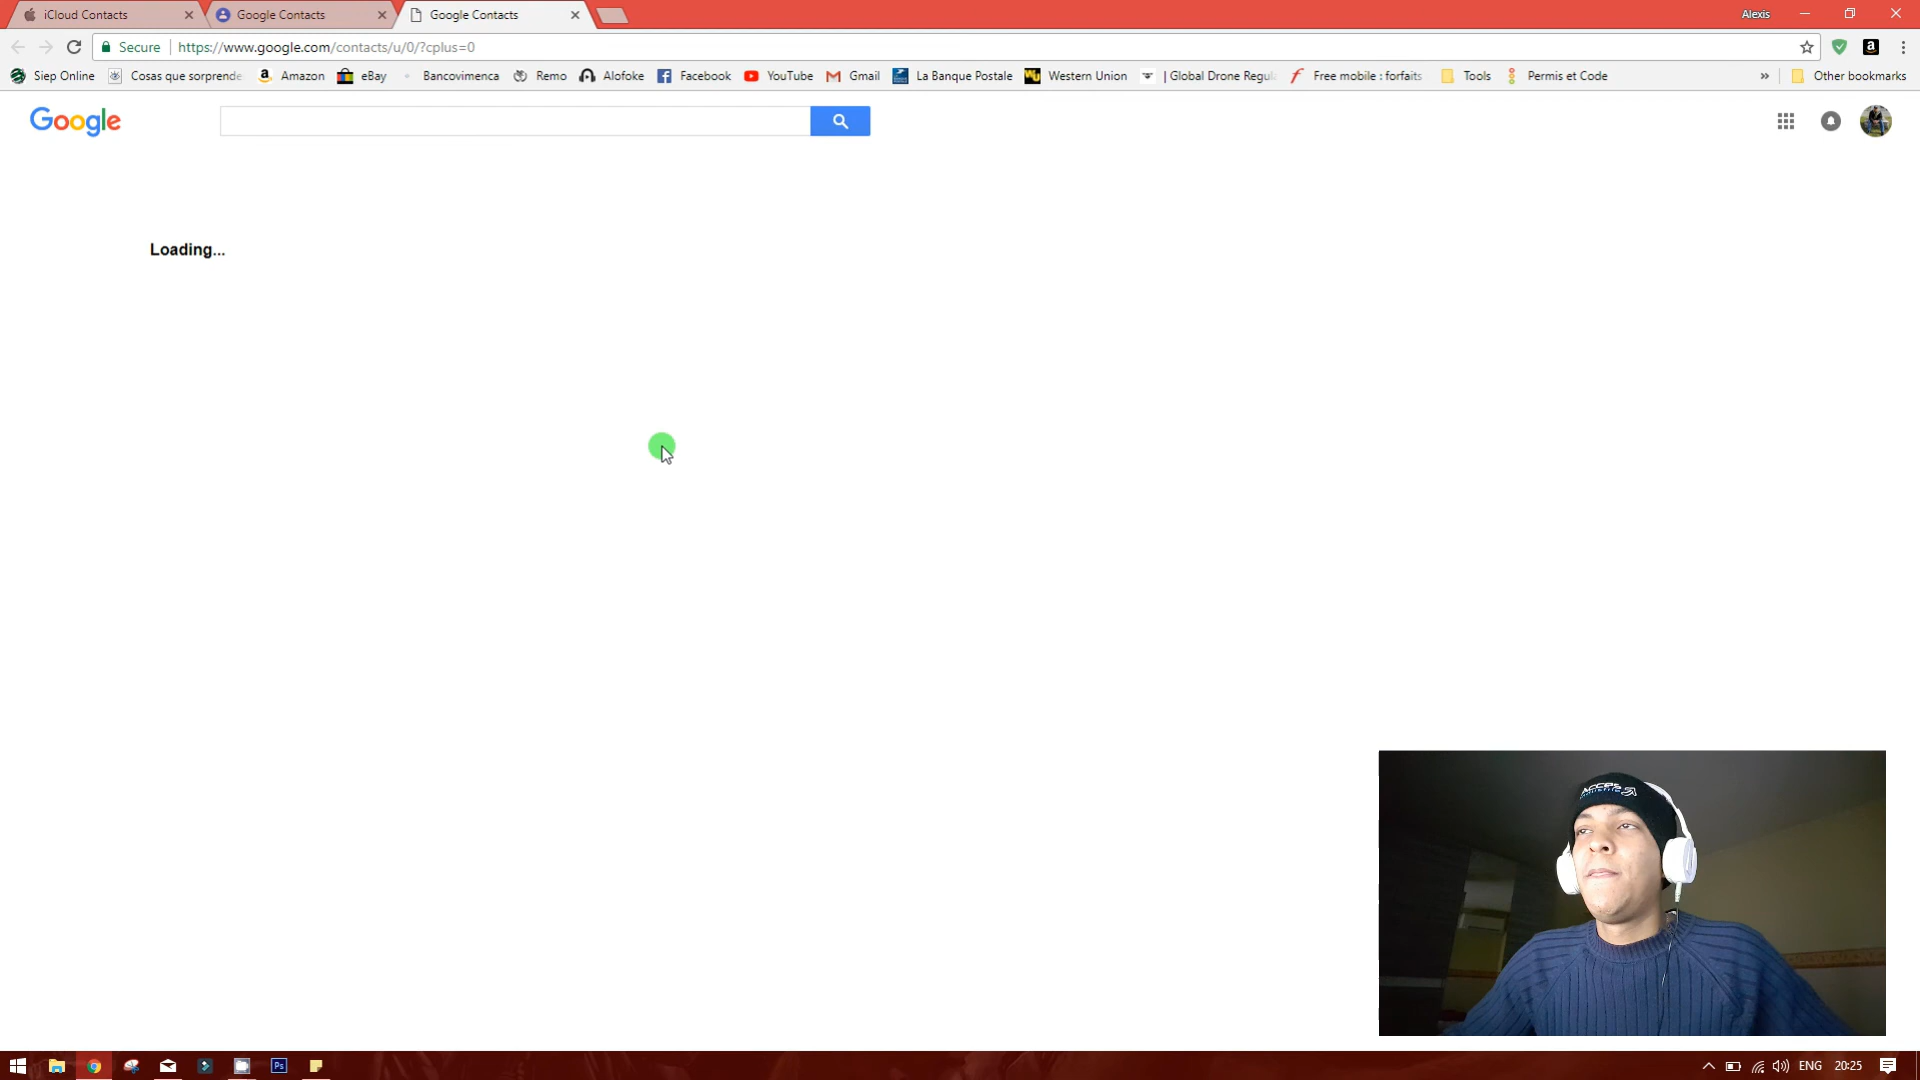 iCloud Contacts
Google Contacts
Google Contacts
Alexis
Secure https://www.google.com/contacts/u/0/?cplus=0
Siep Online
Cosas que sorprende
Amazon
eBay
Bancovimenca
Remo
Alofoke
Facebook
YouTube
Gmail
La Banque Postale
Western Union
| Global Drone Regul
Free mobile : forfaits
Tools
Permis et Code
»
Other bookmarks
Google
Loading...
ACCPS
Ps
ENG
20:25